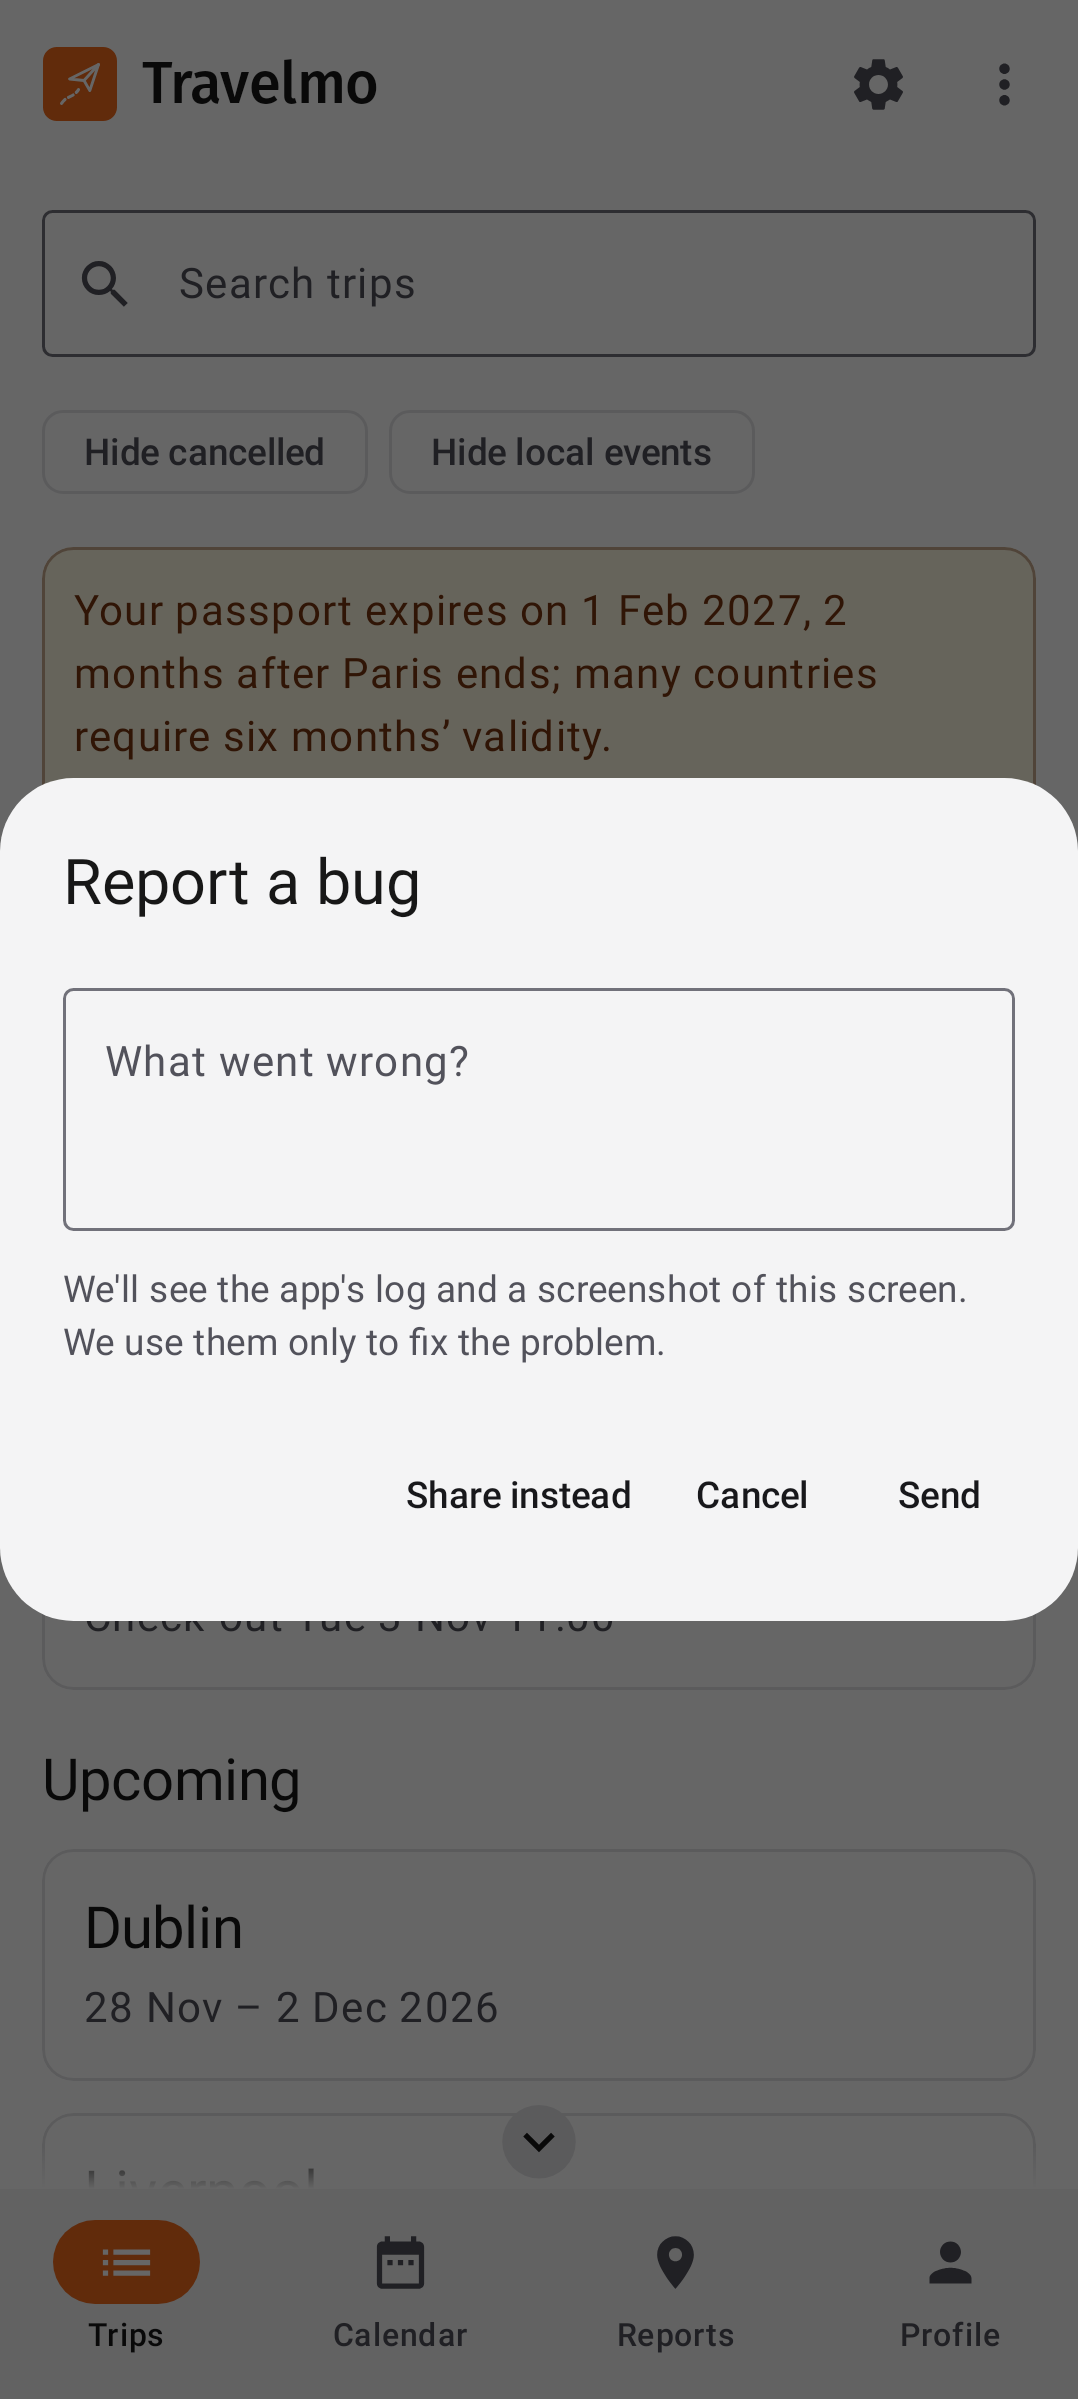 Travelmo
Search trips
Hide cancelled
Hide local events
Your passport expires on 1 Feb 2027, 2
months after Paris ends; many countries
require six months’ validity.
Report a bug
What went wrong?
We'll see the app's log and a screenshot of this screen.
We use them only to fix the problem.
Share instead
Cancel
Send
Upcoming
Dublin
28 Nov – 2 Dec 2026
Liverpool
Trips
Calendar
Reports
Profile